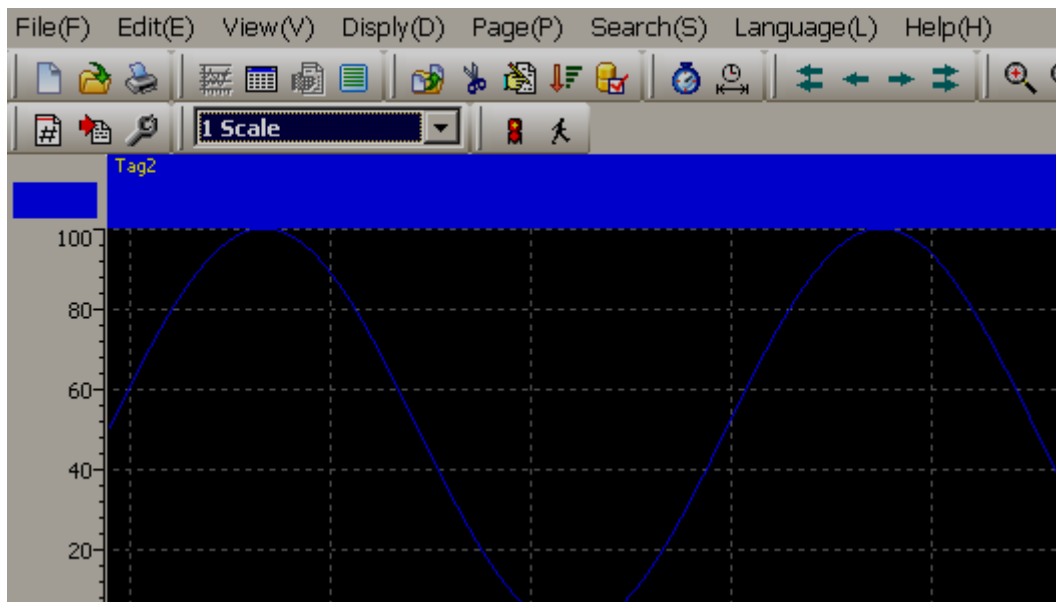 File(F) Edit(E) View(V) Disply(D) Page(P) Search(S) Language(L) Help(H)
1 Scale
Tag2
100
80
60
40
20